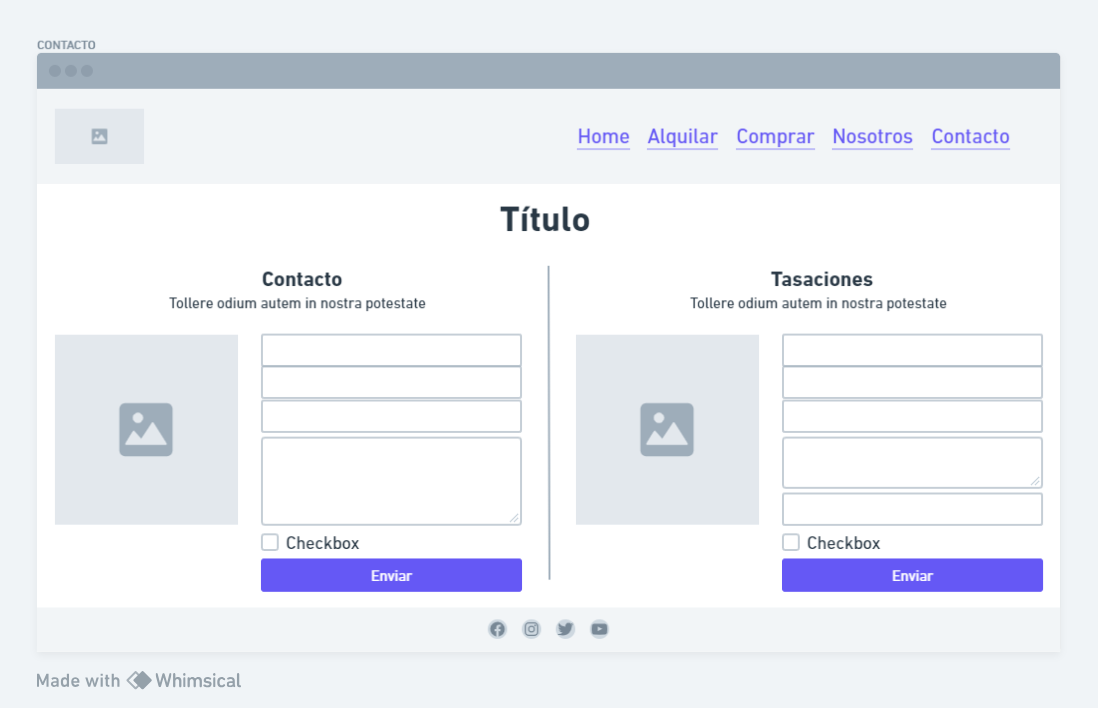 CONTACTO
Home Alquilar Comprar Nosotros Contacto
Título
Contacto
Tollere odium autem in nostra potestate
Checkbox
Enviar
Tasaciones
Tollere odium autem in nostra potestate
Checkbox
Enviar
Made with Whimsical